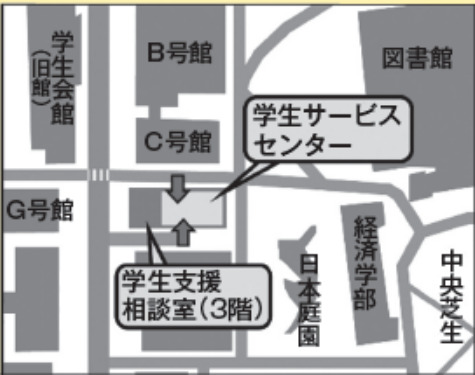 学生会館
(旧館)
B号館
図書館
C号館
学生サービス
センター
G号館
学生支援
相談室(3階)
日本庭園
経済学部
中央芝生